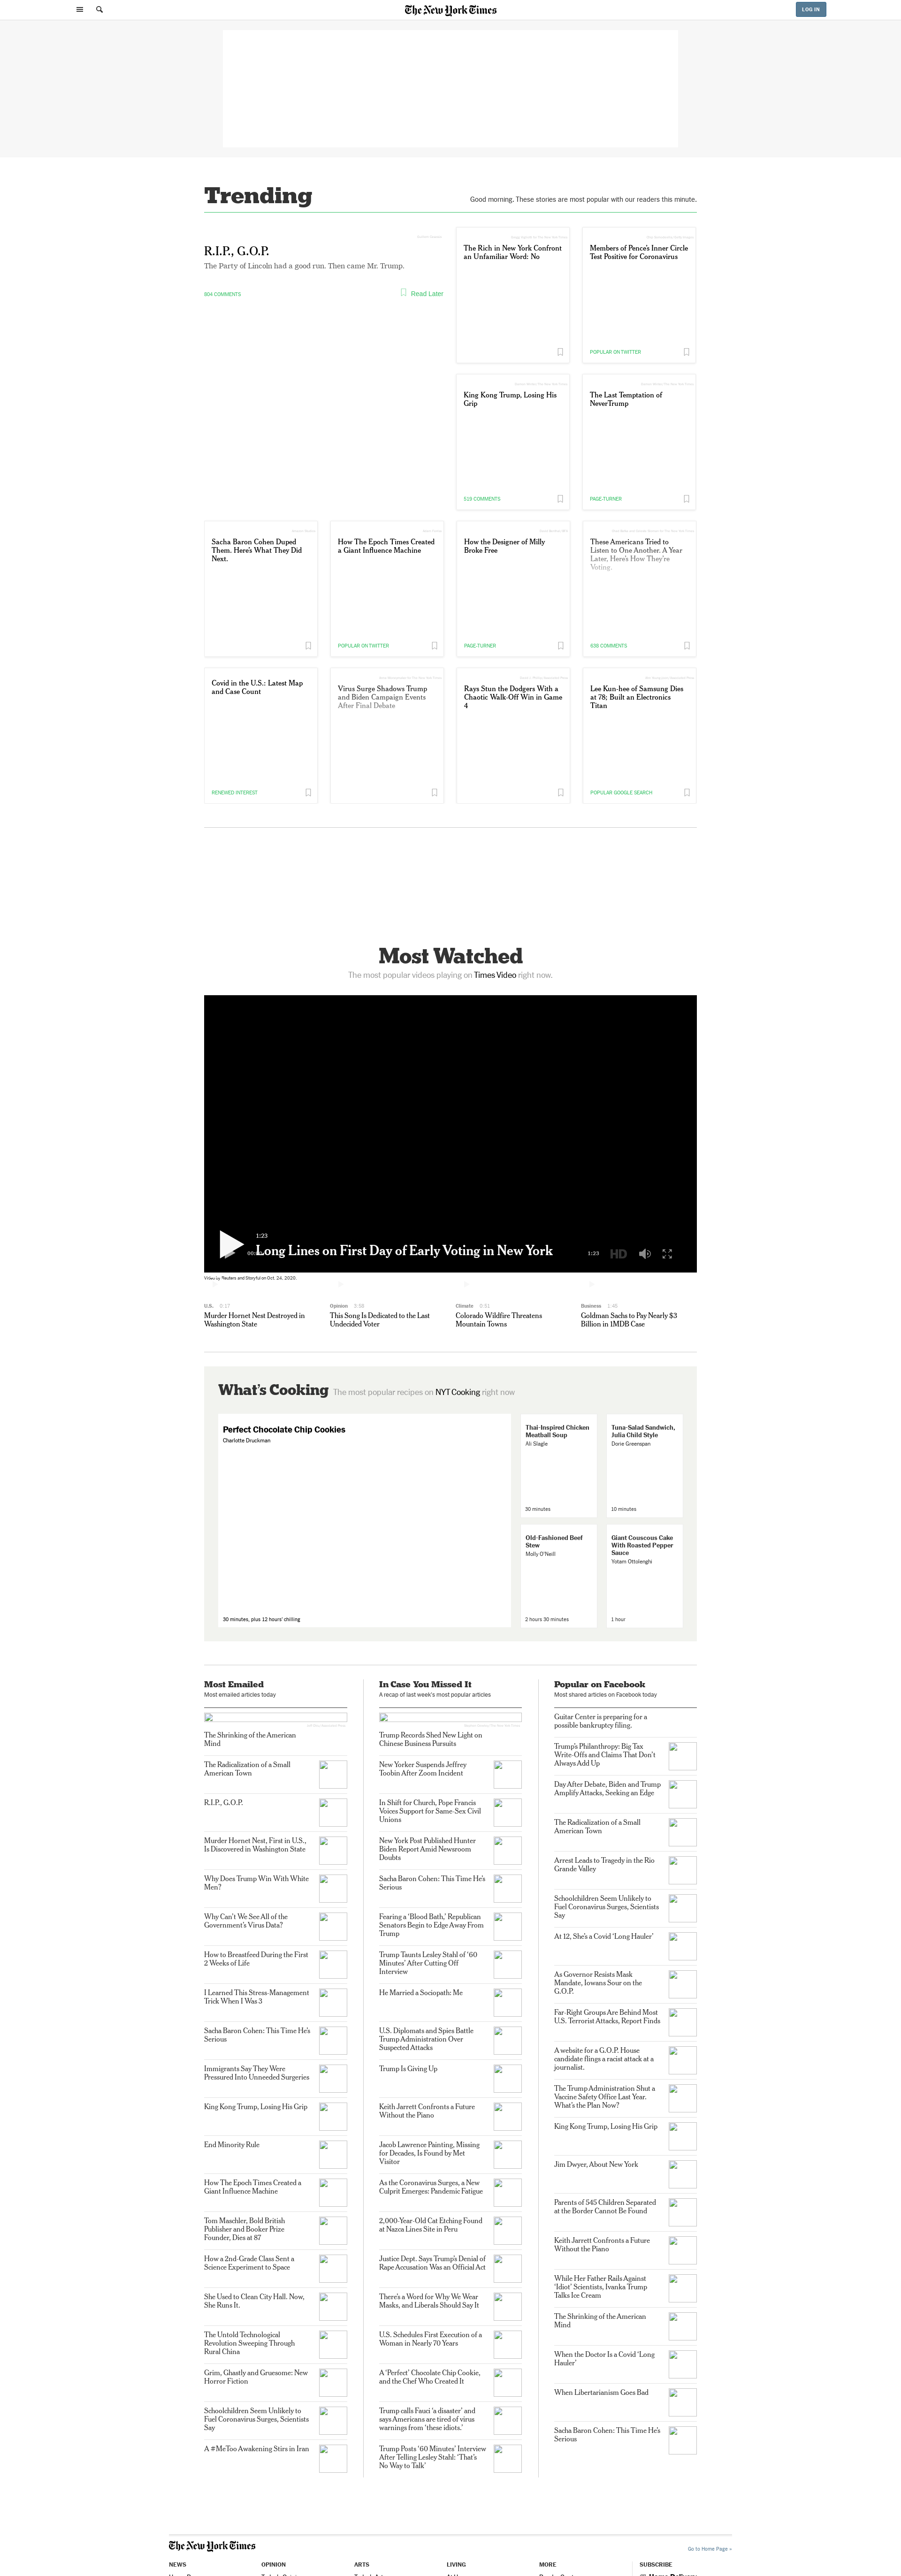 The New York Times
LOG IN
Trending
Good morning. These stories are most popular with our readers this minute.
R.I.P., G.O.P.
The Party of Lincoln had a good run. Then came Mr. Trump.
804 COMMENTS
Read Later
The Rich in New York Confront
an Unfamiliar Word: No
Members of Pence's Inner Circle
Test Positive for Coronavirus
POPULAR ON TWITTER
King Kong Trump, Losing His
Grip
519 COMMENTS
The Last Temptation of
NeverTrump
PAGE-TURNER
Sacha Baron Cohen Duped
Them. Here's What They Did
Next.
How The Epoch Times Created
a Giant Influence Machine
POPULAR ON TWITTER
How the Designer of Milly
Broke Free
PAGE-TURNER
These Americans Tried to
Listen to One Another. A Year
Later, Here's How They're
Voting.
636 COMMENTS
Covid in the U.S.: Latest Map
and Case Count
RENEWED INTEREST
Virus Surge Shadows Trump
and Biden Campaign Events
After Final Debate
Rays Stun the Dodgers With a
Chaotic Walk-Off Win in Game
4
Lee Kun-hee of Samsung Dies
at 78; Built an Electronics
Titan
POPULAR GOOGLE SEARCH
Most Watched
The most popular videos playing on Times Video right now.
1:23
Long Lines on First Day of Early Voting in New York
1:23
HD
Video by Reuters and Storyful on Oct. 24, 2020.
U.S. 0:17
Murder Hornet Nest Destroyed in
Washington State
Opinion
This Song Is Dedicated to the Last
Undecided Voter
Climate
Colorado Wildfire Threatens
Mountain Towns
Business
Goldman Sachs to Pay Nearly $3
Billion in 1MDB Case
What's Cooking The most popular recipes on NYT Cooking right now
Perfect Chocolate Chip Cookies
Charlotte Druckman
30 minutes, plus 12 hours' chilling
Thai-Inspired Chicken
Meatball Soup
Ali Slagle
30 minutes
Tuna-Salad Sandwich,
Julia Child Style
Dorie Greenspan
10 minutes
Old-Fashioned Beef
Stew
Molly O'Neill
2 hours 30 minutes
Giant Couscous Cake
With Roasted Pepper
Sauce
Yotam Ottolenghi
1 hour
Most Emailed
Most emailed articles today
The Shrinking of the American
Mind
The Radicalization of a Small
American Town
R.I.P., G.O.P.
Murder Hornet Nest, First in U.S.,
Is Discovered in Washington State
Why Does Trump Win With White
Men?
Why Can't We See All of the
Government's Virus Data?
How to Breastfeed During the First
2 Weeks of Life
I Learned This Stress-Management
Trick When I Was 3
Sacha Baron Cohen: This Time He's
Serious
Immigrants Say They Were
Pressured Into Unneeded Surgeries
King Kong Trump, Losing His Grip
End Minority Rule
How The Epoch Times Created a
Giant Influence Machine
Tom Maschler, Bold British
Publisher and Booker Prize
Founder, Dies at 87
How a 2nd-Grade Class Sent a
Science Experiment to Space
She Used to Clean City Hall. Now,
She Runs It.
The Untold Technological
Revolution Sweeping Through
Rural China
Grim, Ghastly and Gruesome: New
Horror Fiction
Schoolchildren Seem Unlikely to
Fuel Coronavirus Surges, Scientists
Say
A #MeToo Awakening Stirs in Iran
In Case You Missed It
A recap of last week's most popular articles
Trump Records Shed New Light on
Chinese Business Pursuits
New Yorker Suspends Jeffrey
Toobin After Zoom Incident
In Shift for Church, Pope Francis
Voices Support for Same-Sex Civil
Unions
New York Post Published Hunter
Biden Report Amid Newsroom
Doubts
Sacha Baron Cohen: This Time He's
Serious
Fearing a 'Blood Bath,' Republican
Senators Begin to Edge Away From
Trump
Trump Taunts Lesley Stahl of '60
Minutes' After Cutting Off
Interview
He Married a Sociopath: Me
U.S. Diplomats and Spies Battle
Trump Administration Over
Suspected Attacks
Trump Is Giving Up
Keith Jarrett Confronts a Future
Without the Piano
Jacob Lawrence Painting, Missing
for Decades, Is Found by Met
Visitor
As the Coronavirus Surges, a New
Culprit Emerges: Pandemic Fatigue
2,000-Year-Old Cat Etching Found
at Nazca Lines Site in Peru
Justice Dept. Says Trump's Denial of
Rape Accusation Was an Official Act
There's a Word for Why We Wear
Masks, and Liberals Should Say It
U.S. Schedules First Execution of a
Woman in Nearly 70 Years
A 'Perfect' Chocolate Chip Cookie,
and the Chef Who Created It
Trump calls Fauci 'a disaster' and
says Americans are tired of virus
warnings from 'these idiots.'
Trump Posts '60 Minutes' Interview
After Telling Lesley Stahl: 'That's
No Way to Talk'
Popular on Facebook
Most shared articles on Facebook today
Guitar Center is preparing for a
possible bankruptcy filing.
Trump's Philanthropy: Big Tax
Write-Offs and Claims That Don't
Always Add Up
Day After Debate, Biden and Trump
Amplify Attacks, Seeking an Edge
The Radicalization of a Small
American Town
Arrest Leads to Tragedy in the Rio
Grande Valley
Schoolchildren Seem Unlikely to
Fuel Coronavirus Surges, Scientists
Say
At 12, She's a Covid 'Long Hauler'
As Governor Resists Mask
Mandate, Iowans Sour on the
G.O.P.
Far-Right Groups Are Behind Most
U.S. Terrorist Attacks, Report Finds
A website for a G.O.P. House
candidate flings a racist attack at a
journalist.
The Trump Administration Shut a
Vaccine Safety Office Last Year.
What's the Plan Now?
King Kong Trump, Losing His Grip
Jim Dwyer, About New York
Parents of 545 Children Separated
at the Border Cannot Be Found
Keith Jarrett Confronts a Future
Without the Piano
While Her Father Rails Against
'Idiot' Scientists, Ivanka Trump
Talks Ice Cream
The Shrinking of the American
Mind
When the Doctor Is a Covid 'Long
Hauler'
When Libertarianism Goes Bad
Sacha Baron Cohen: This Time He's
Serious
The New York Times
Go to Home Page »
NEWS
OPINION
ARTS
LIVING
MORE
SUBSCRIBE